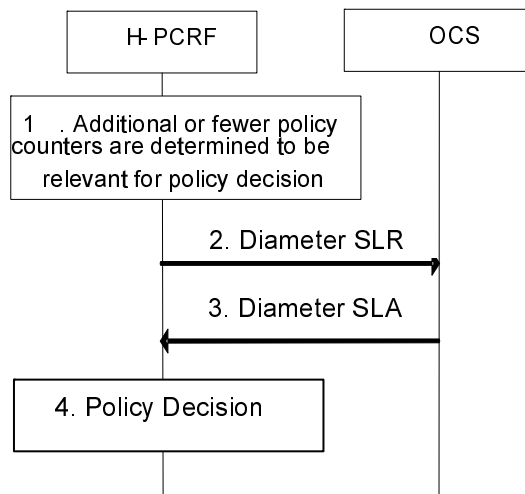 H-PCRF
OCS
1 . Additional or fewer policy
counters are determined to be
relevant for policy decision
2. Diameter SLR
3. Diameter SLA
4. Policy Decision